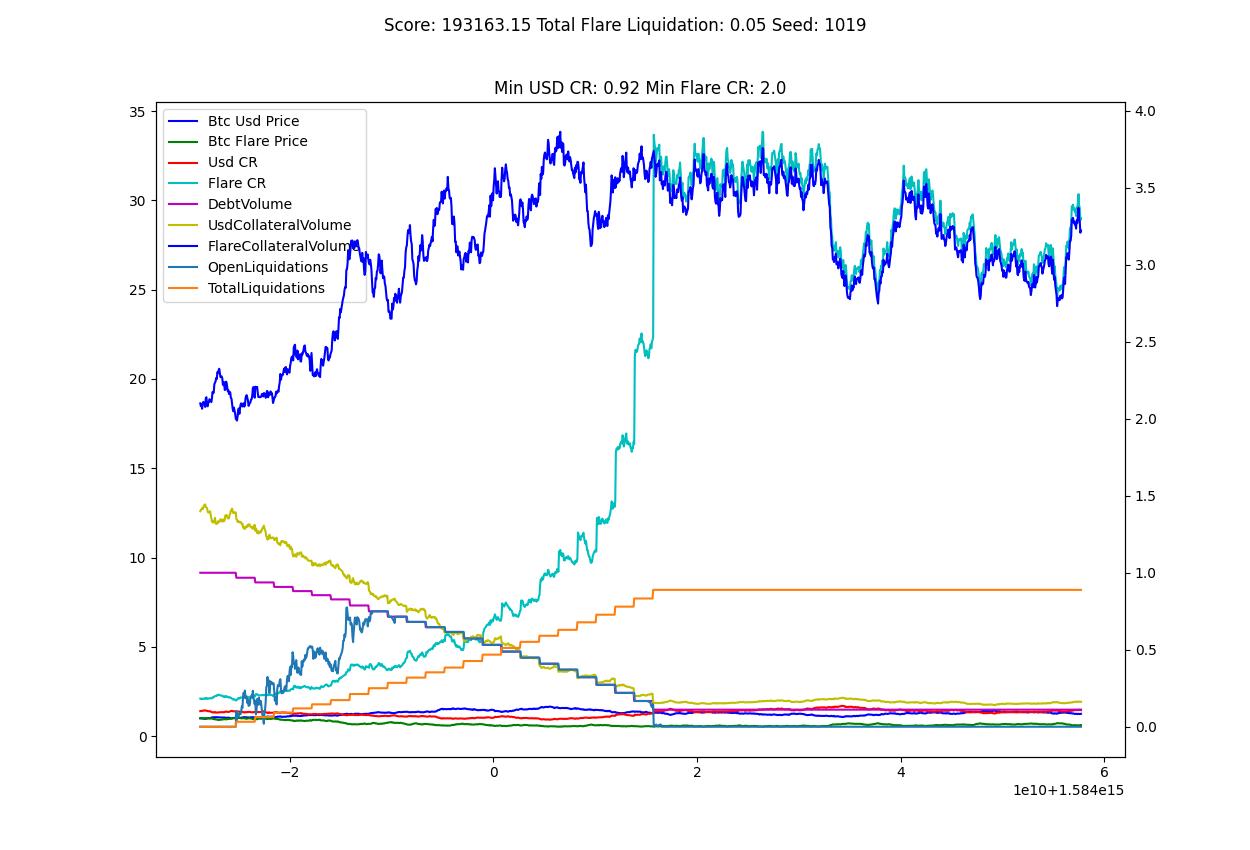 Score: 193163.15 Total Flare Liquidation: 0.05 Seed: 1019
Min USD CR: 0.92 Min Flare CR: 2.0
Btc Usd Price
Btc Flare Price
Usd CR
Flare CR
DebtVolume
UsdCollateralVolume
FlareCollateralVolume
OpenLiquidations
TotalLiquidations
35
30
25
20
15
10
5
0
4.0
3.5
3.0
2.5
2.0
1.5
1.0
0.5
0.0
−2
0
2
4
6
1e10+1.584e15